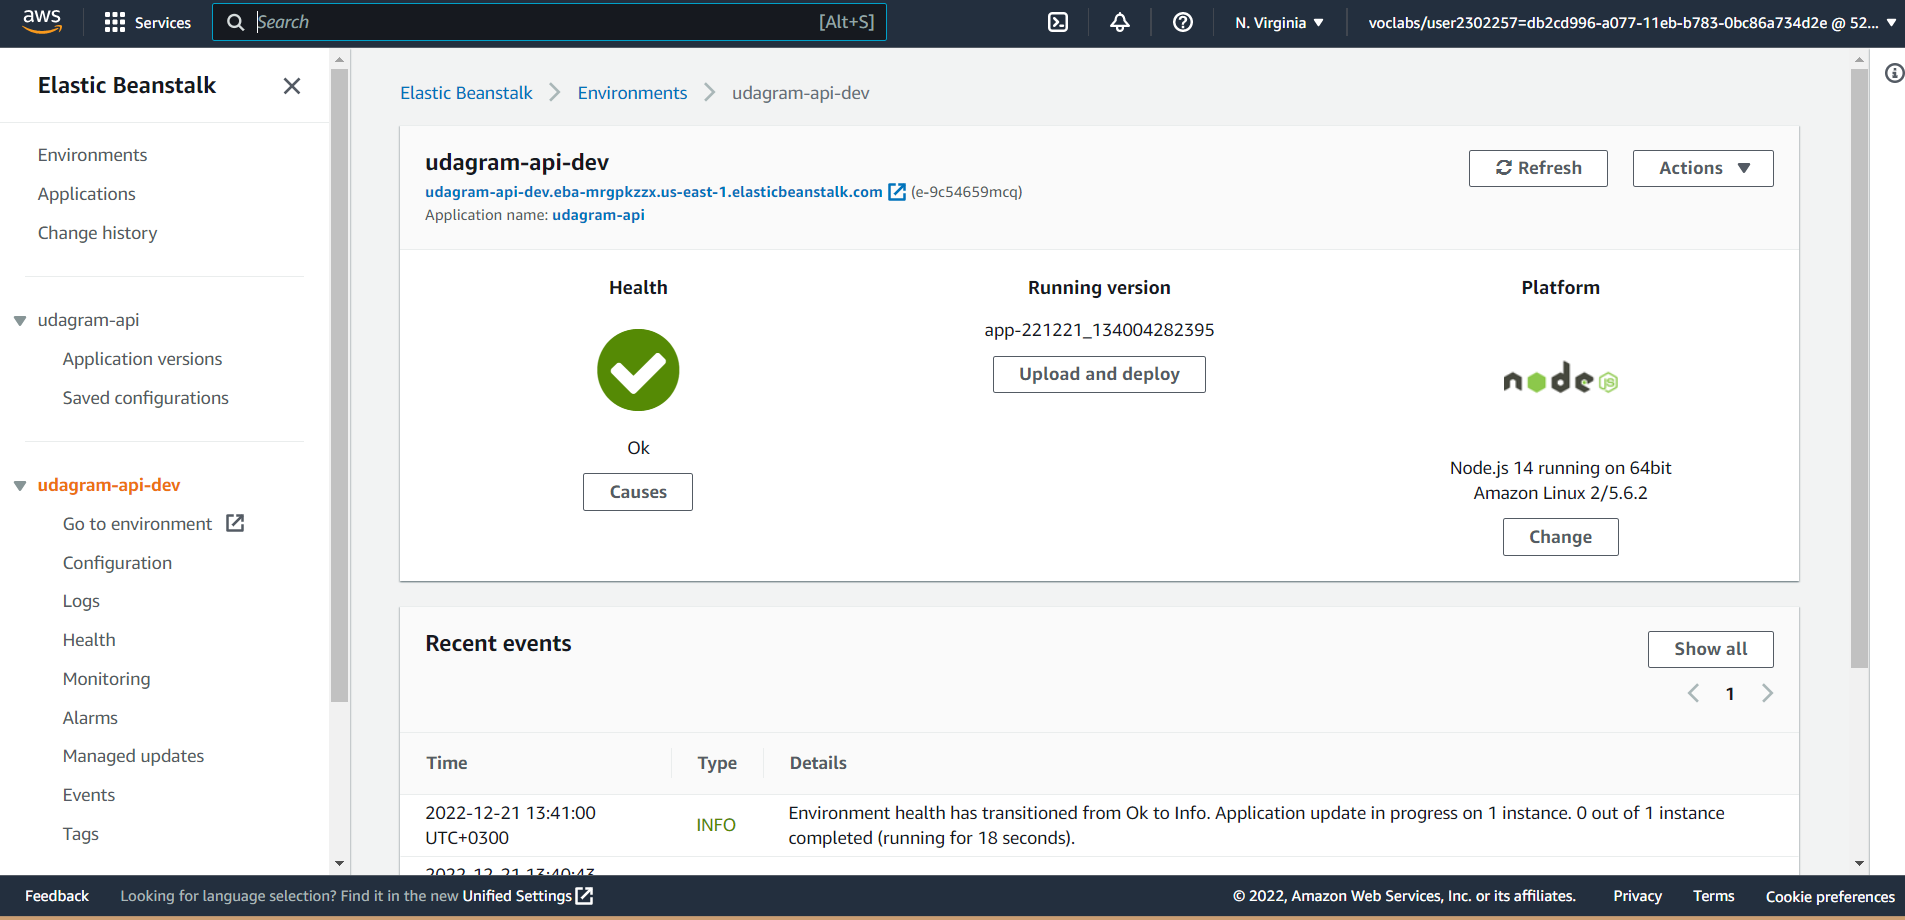 aws
Services
Search
[Alt+S]
N. Virginia
voclabs/user2302257=db2cd996-a077-11eb-b783-0bc86a734d2e @ 52...
Elastic Beanstalk
Environments
Applications
Change history
udagram-api
Application versions
Saved configurations
udagram-api-dev
Go to environment
Configuration
Logs
Health
Monitoring
Alarms
Managed updates
Events
Tags
Elastic Beanstalk
Environments
udagram-api-dev
udagram-api-dev
udagram-api-dev.eba-mrgpkzzx.us-east-1.elasticbeanstalk.com (e-9c54659mcq)
Application name: udagram-api
Refresh
Actions
Health
Ok
Causes
Running version
app-221221_134004282395
Upload and deploy
Platform
node
JS
Node.js 14 running on 64bit
Amazon Linux 2/5.6.2
Change
Recent events
Show all
1
Time
Type
Details
2022-12-21 13:41:00
UTC+0300
INFO
Environment health has transitioned from Ok to Info. Application update in progress on 1 instance. 0 out of 1 instance
completed (running for 18 seconds).
2022-12-21 13:40:43
Feedback
Looking for language selection? Find it in the new Unified Settings
© 2022, Amazon Web Services, Inc. or its affiliates.
Privacy
Terms
Cookie preferences